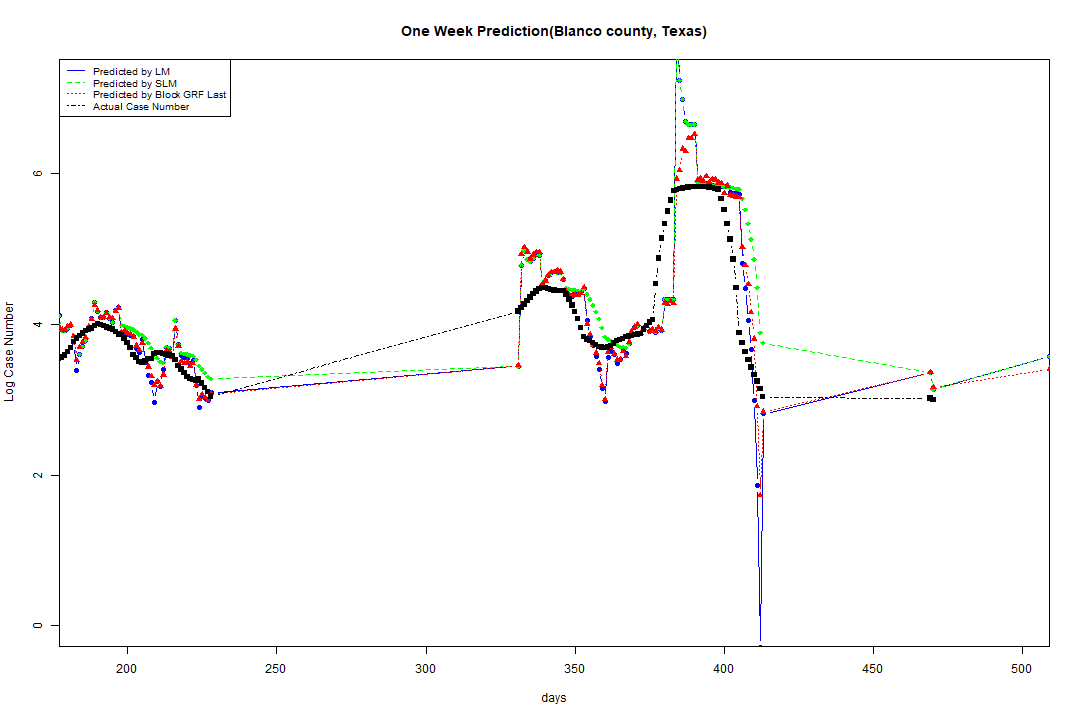 One Week Prediction(Blanco county, Texas)
Predicted by LM
Predicted by SLM
Predicted by Block GRF Last
Actual Case Number
6
4
2
0
Log Case Number
200
250
300
350
400
450
500
days